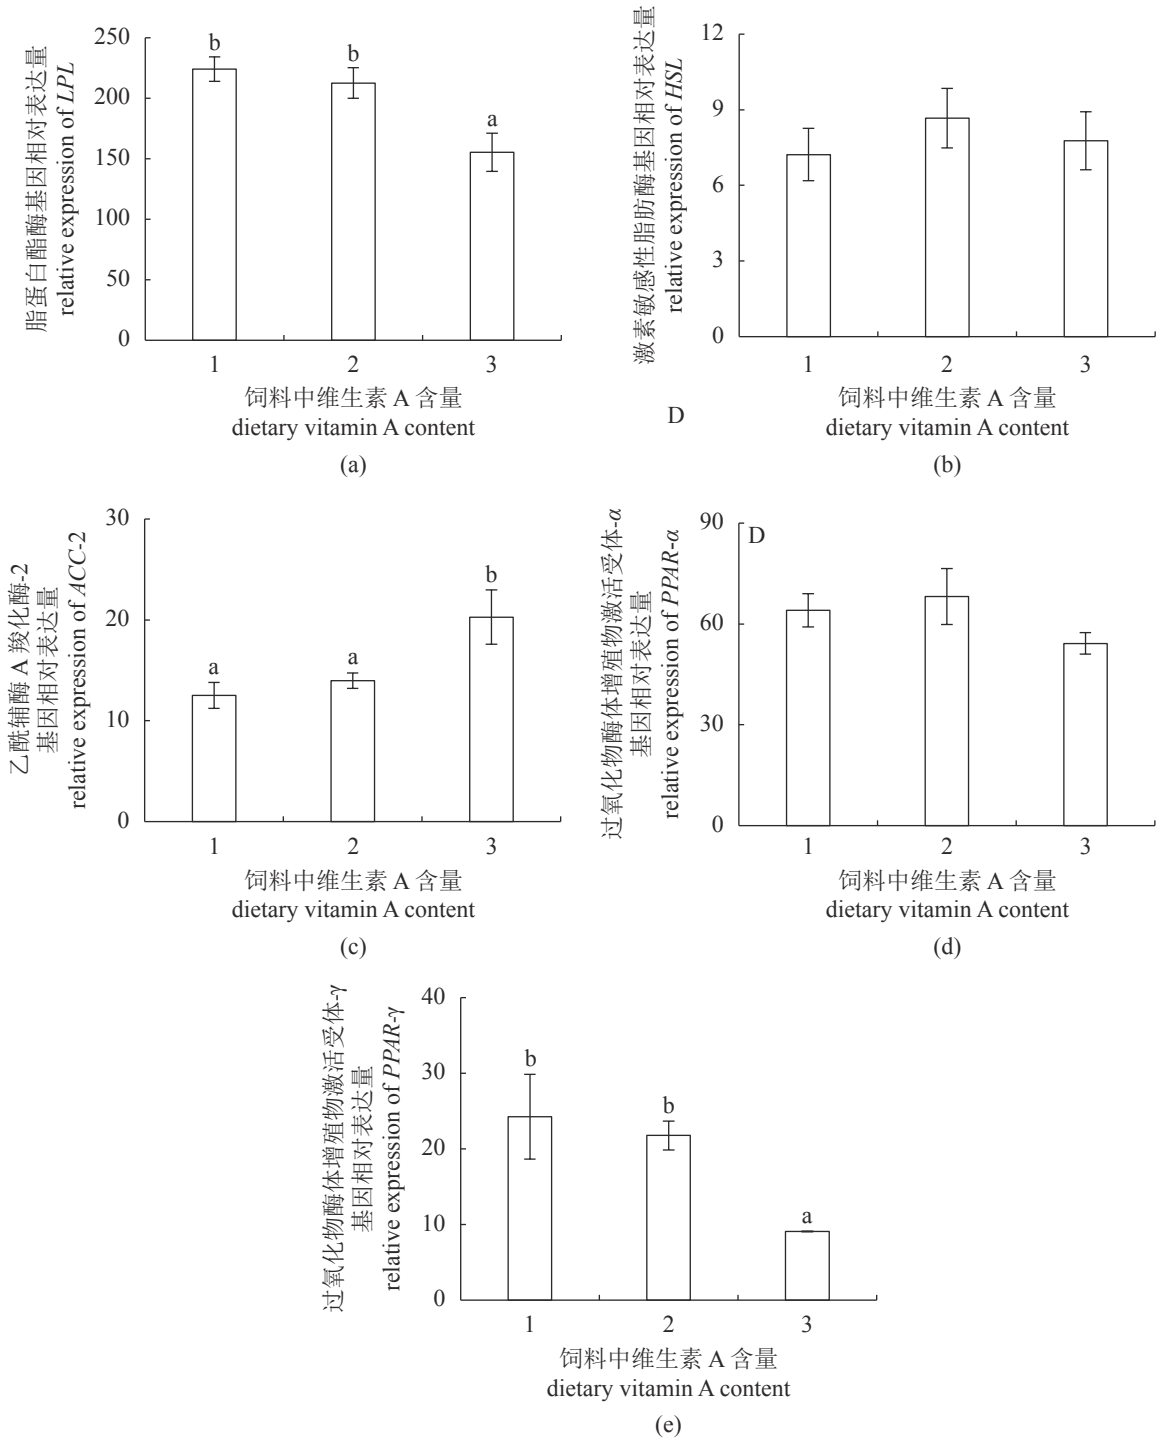 脂蛋白酯酶基因相对表达量
relative expression of LPL
250
200
150
100
50
0
b
b
a
1
2
3
饲料中维生素 A 含量
dietary vitamin A content
(a)
激素敏感性脂肪酶基因相对表达量
relative expression of HSL
12
9
6
3
0
1
2
3
饲料中维生素 A 含量
D
dietary vitamin A content
(b)
乙酰辅酶 A 羧化酶-2
基因相对表达量
relative expression of ACC-2
30
20
10
0
a
a
b
1
2
3
饲料中维生素 A 含量
dietary vitamin A content
(c)
过氧化物酶体增殖物激活受体-α
基因相对表达量
relative expression of PPAR-α
90
60
30
0
D
1
2
3
饲料中维生素 A 含量
dietary vitamin A content
(d)
过氧化物酶体增殖物激活受体-γ
基因相对表达量
relative expression of PPAR-γ
40
30
20
10
0
b
b
a
1
2
3
饲料中维生素 A 含量
dietary vitamin A content
(e)